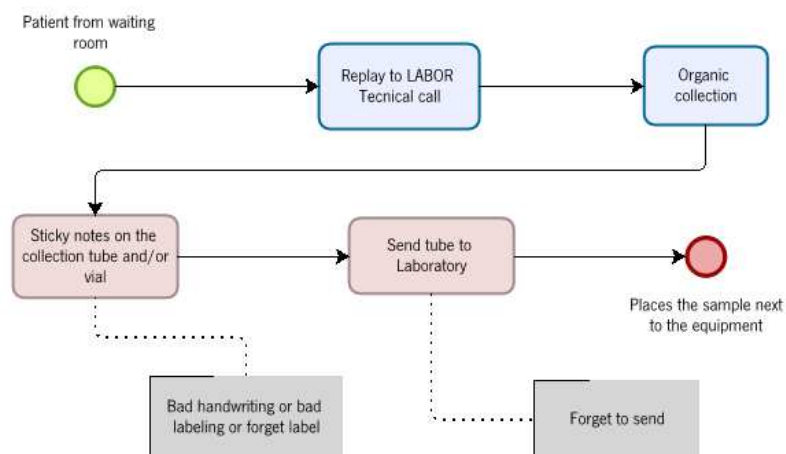 Patient from waiting
room
Replay to LABOR
Tecnical call
Organic
collection
Sticky notes on the
collection tube and/or
vial
Send tube to
Laboratory
Places the sample next
to the equipment
Bad handwriting or bad
labeling or forget label
Forget to send